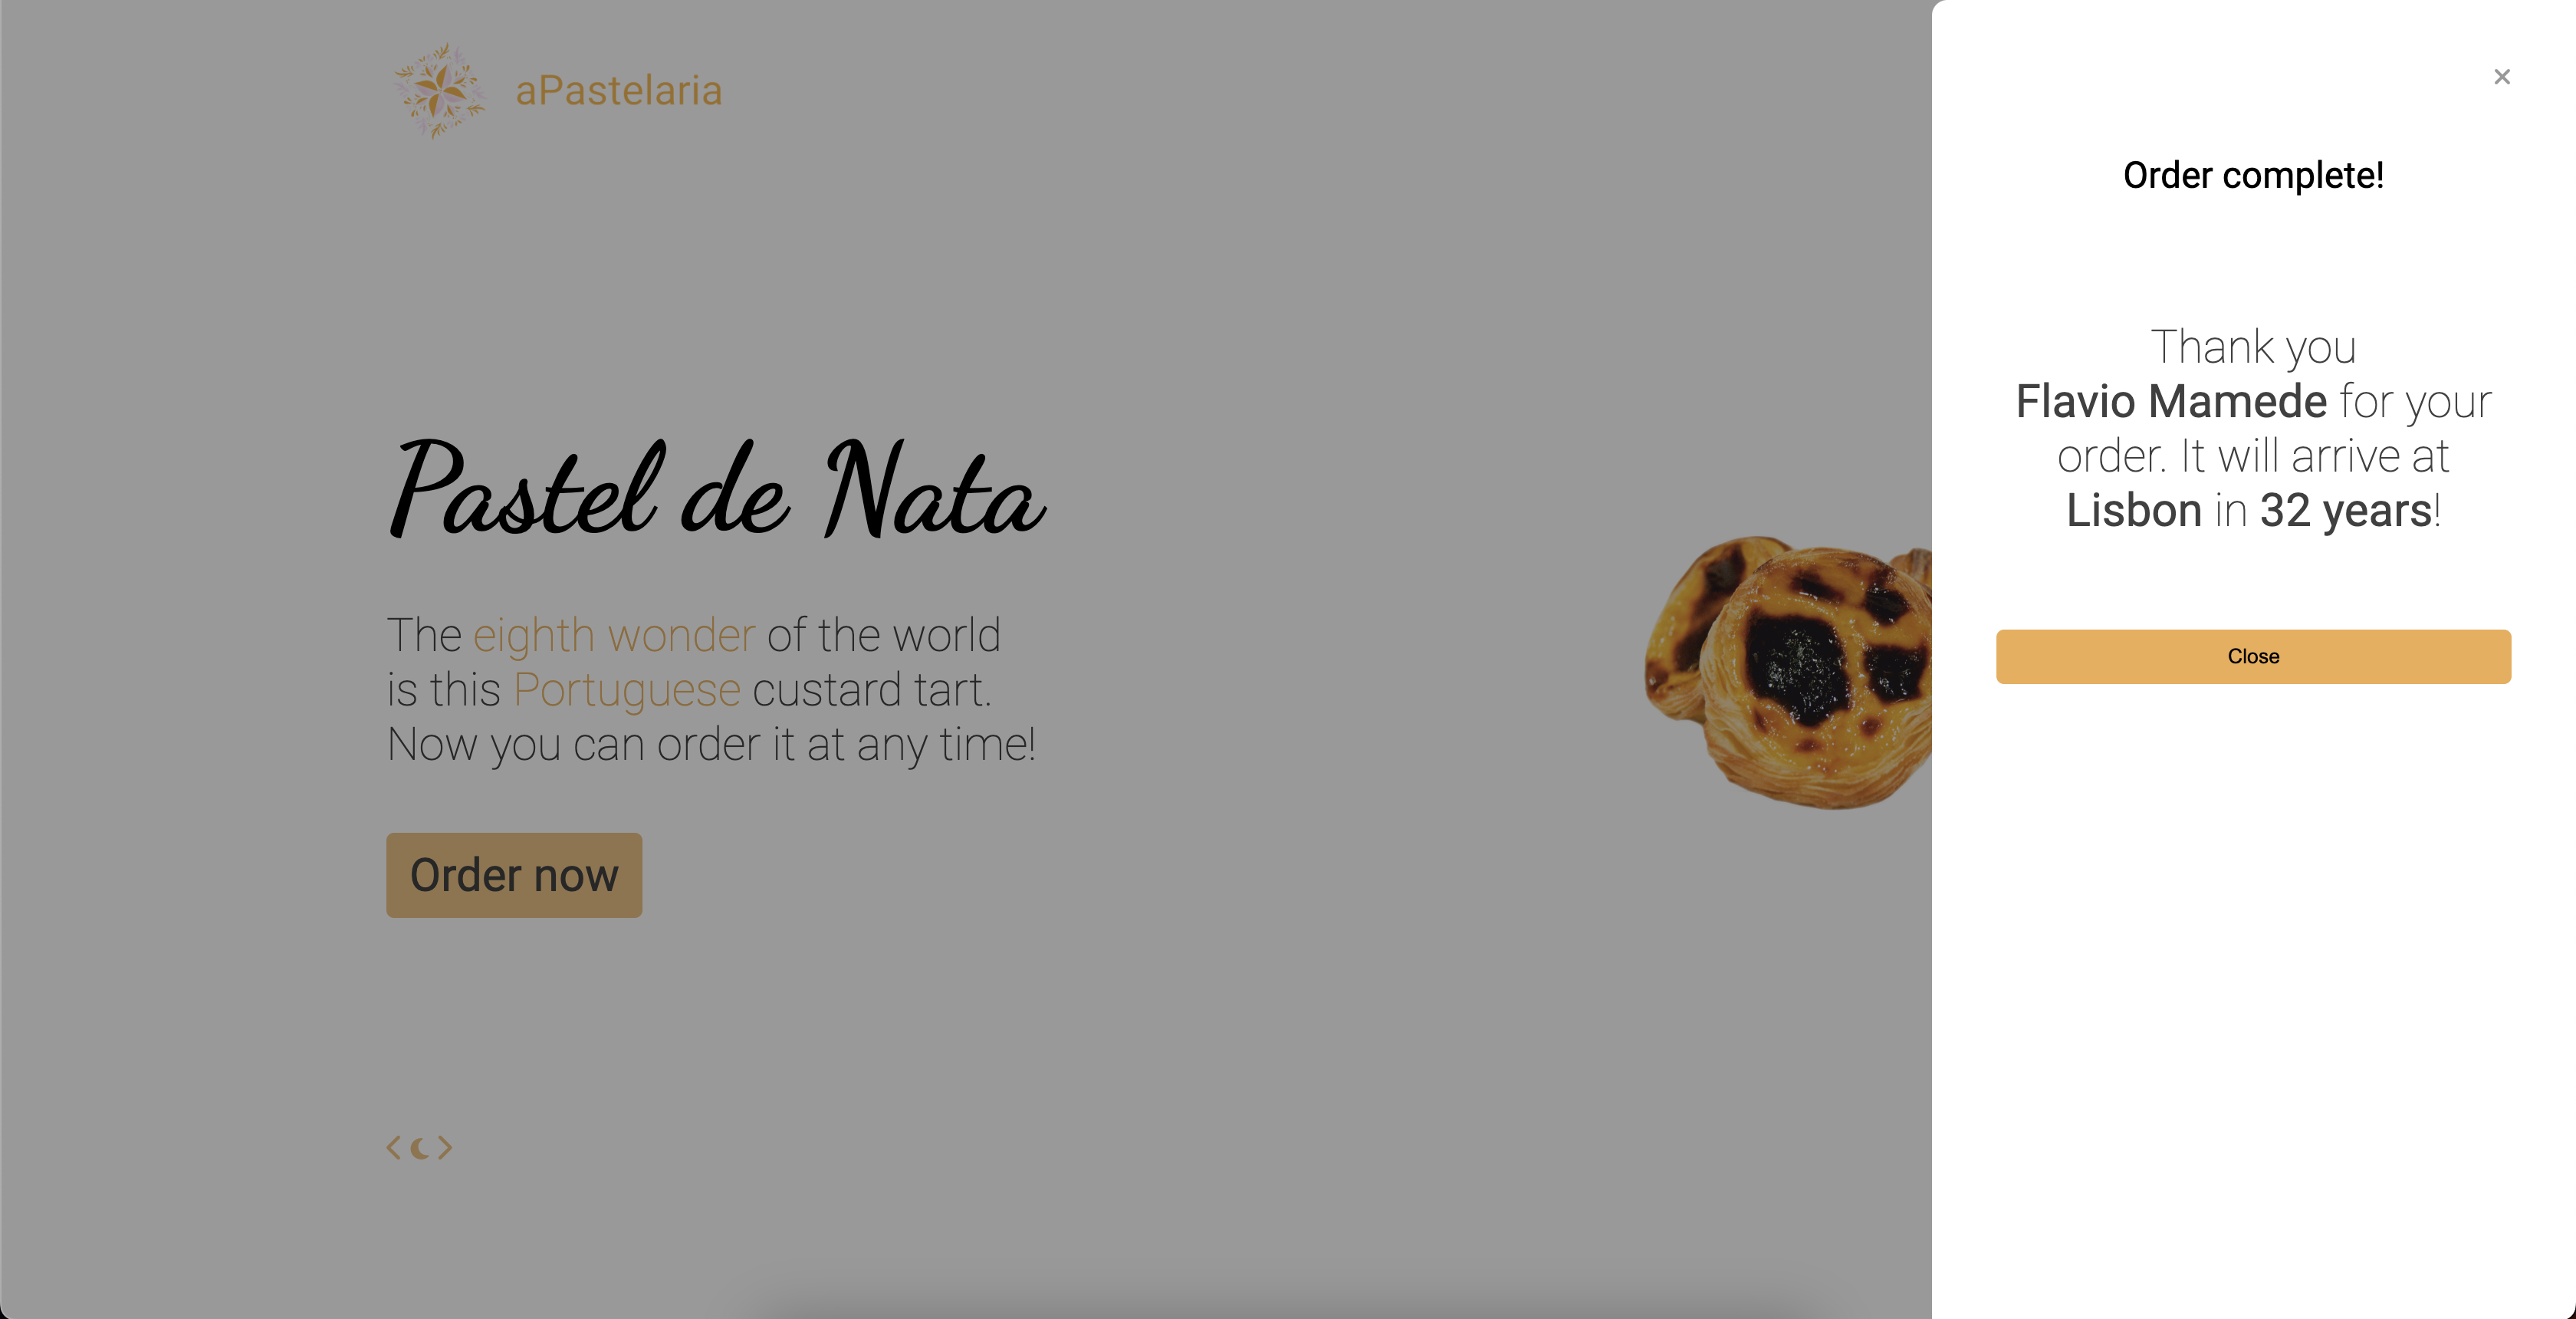 aPastelaria
Pastel de Nata
The eighth wonder of the world
is this Portuguese custard tart.
Now you can order it at any time!
Order now
Order complete!
Thank you
Flavio Mamede for your
order. It will arrive at
Lisbon in 32 years!
Close